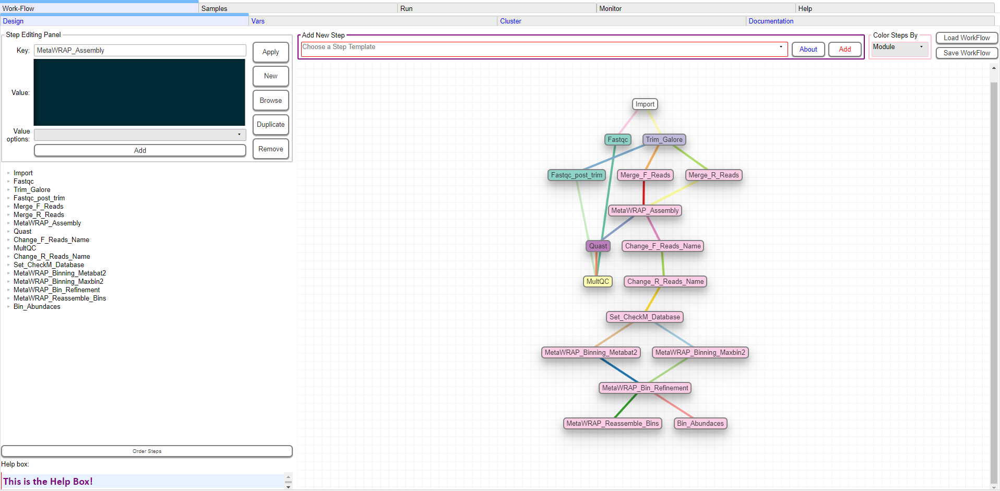 Work-Flow
Samples
Run
Monitor
Help
Design
Vars
Cluster
Documentation
Step Editing Panel
Key:
MetaWRAP_Assembly
Value:
Value options:
Add
Apply
New
Browse
Duplicate
Remove
Add New Step
Choose a Step Template
About
Add
Color Steps By
Module
Load WorkFlow
Save WorkFlow
Import
Fastqc
Trim_Galore
Fastqc_post_trim
Merge_F_Reads
Merge_R_Reads
MetaWRAP_Assembly
Quast
Change_F_Reads_Name
MultQC
Change_R_Reads_Name
Set_CheckM_Database
MetaWRAP_Binning_Metabat2
MetaWRAP_Binning_Maxbin2
MetaWRAP_Bin_Refinement
MetaWRAP_Reassemble_Bins
Bin_Abundaces
Order Steps
Help box:
This is the Help Box!
Import
Fastqc
Trim_Galore
Fastqc_post_trim
Merge_F_Reads
Merge_R_Reads
MetaWRAP_Assembly
Quast
Change_F_Reads_Name
MultQC
Change_R_Reads_Name
Set_CheckM_Database
MetaWRAP_Binning_Metabat2
MetaWRAP_Binning_Maxbin2
MetaWRAP_Bin_Refinement
MetaWRAP_Reassemble_Bins
Bin_Abundaces